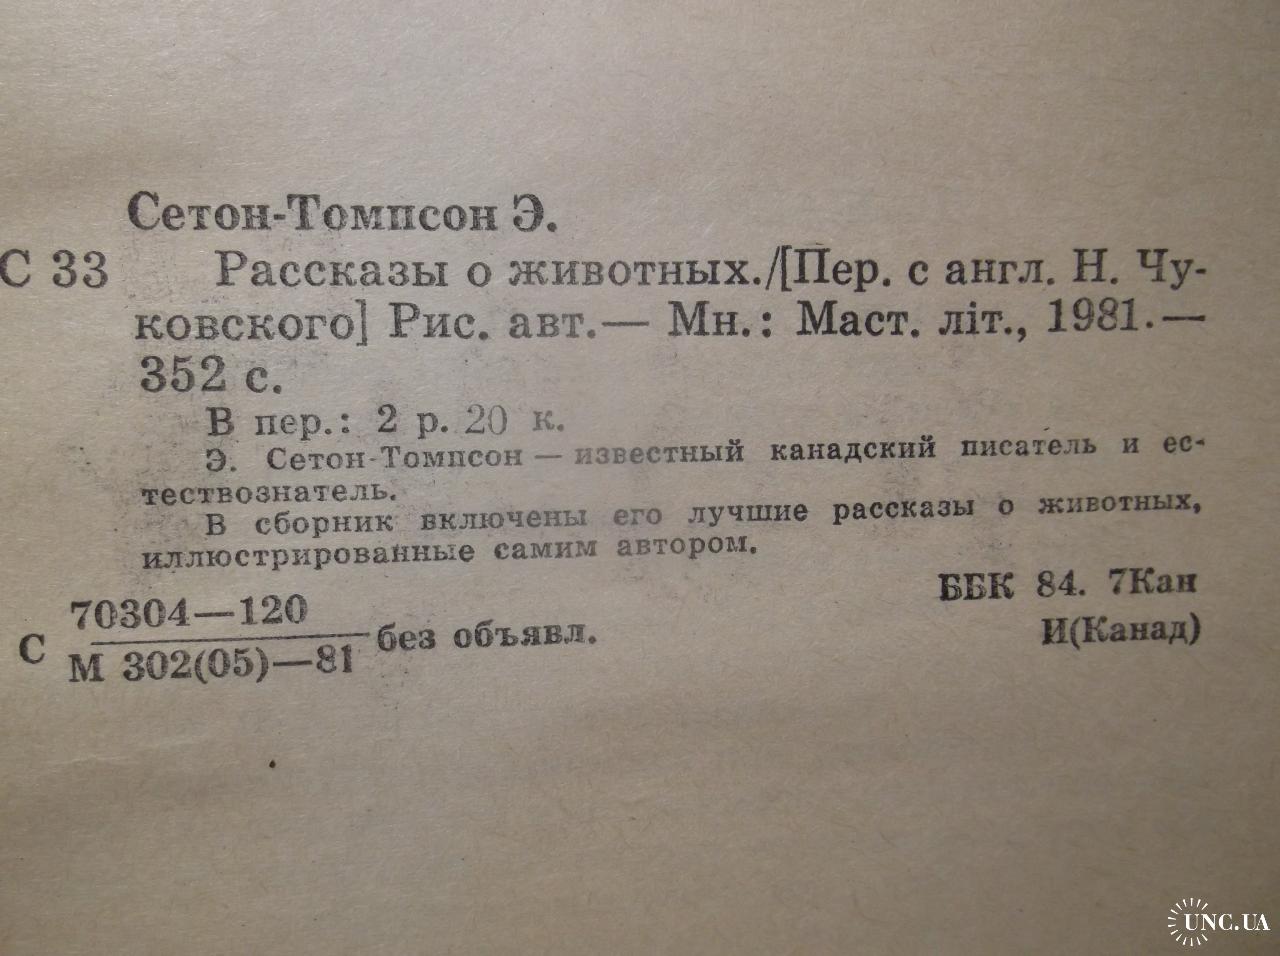 Сетон-Томпсон Э.
С 33 Рассказы о животных./[Пер. с англ. Н. Чу-
ковского] Рис. авт.— Мн.: Маст. літ., 1981.—
352 с.
В пер.: 2 р. 20 к.
Э. Сетон-Томпсон — известный канадский писатель и ес-
тествознатель.
В сборник включены его лучшие рассказы о животных,
иллюстрированные самим автором.
ББК 84. 7Кан
И(Канад)
70304—120
С без объявл.
М 302(05)—81
UNC.UA